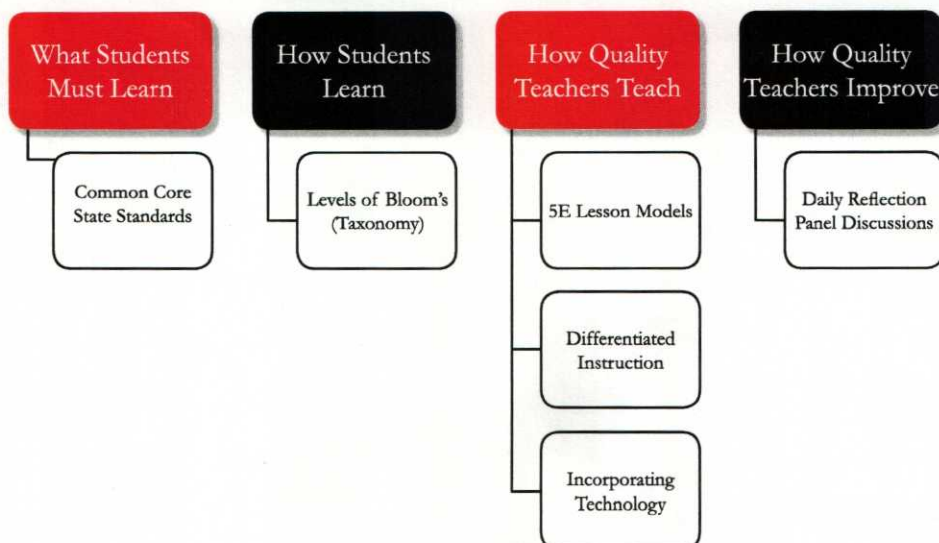 What Students
Must Learn
Common Core
State Standards
How Students
Learn
Levels of Bloom's
(Taxonomy)
How Quality
Teachers Teach
5E Lesson Models
Differentiated
Instruction
Incorporating
Technology
How Quality
Teachers Improve
Daily Reflection
Panel Discussions